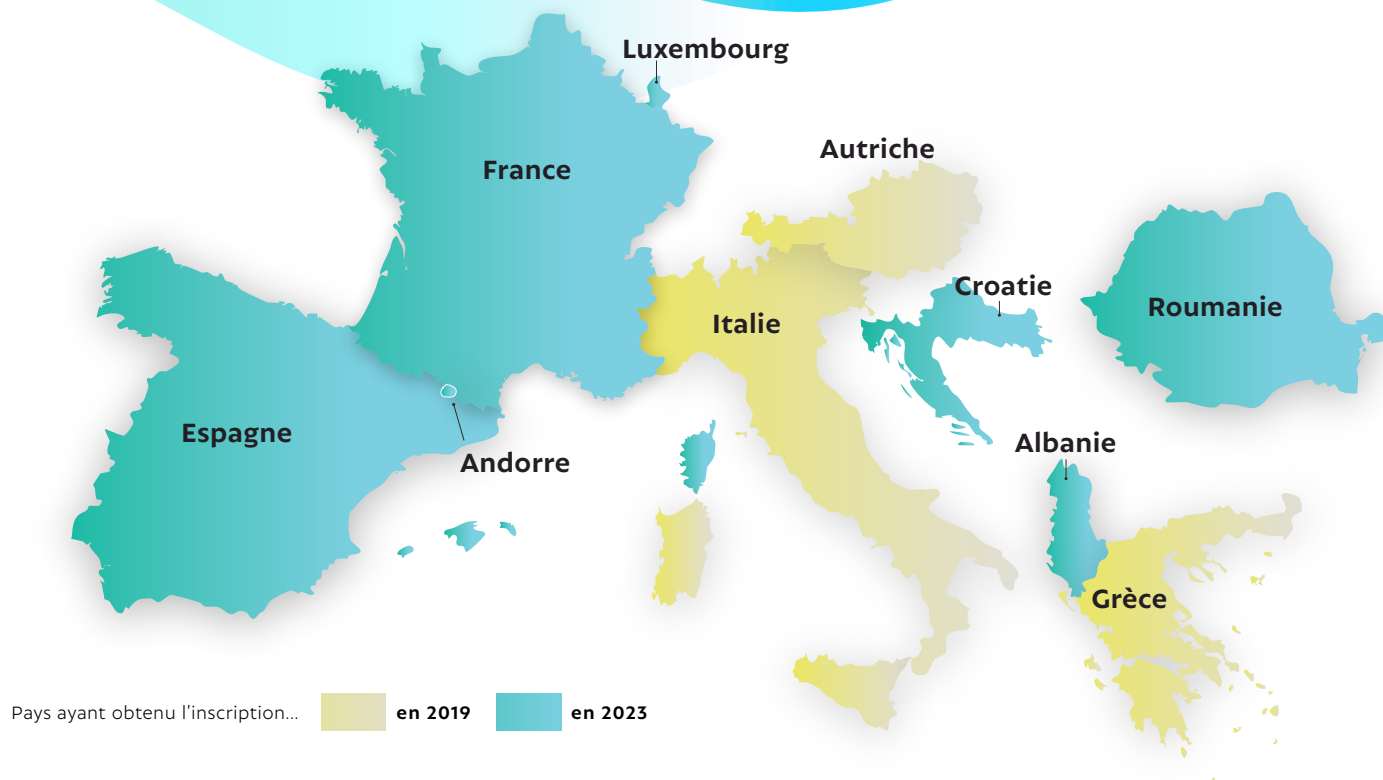 Luxembourg
France
Autriche
Croatie
Roumanie
Italie
Espagne
Andorre
Albanie
Grèce
Pays ayant obtenu l'inscription... en 2019 en 2023